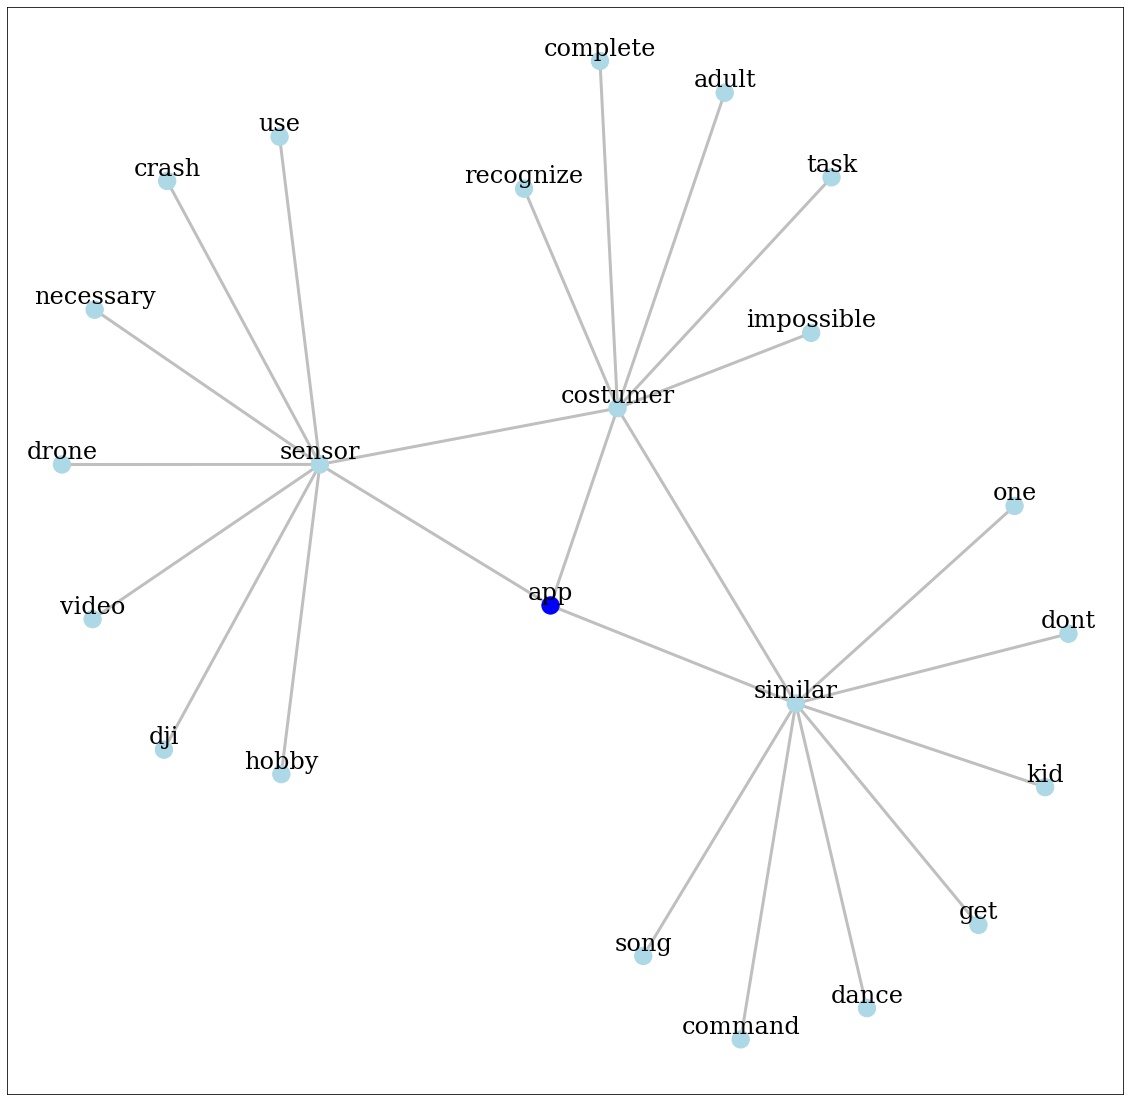 complete
adult
use
crash
recognize
task
necessary
impossible
costumer
drone
sensor
one
app
video
dont
similar
dji
hobby
kid
get
song
dance
command